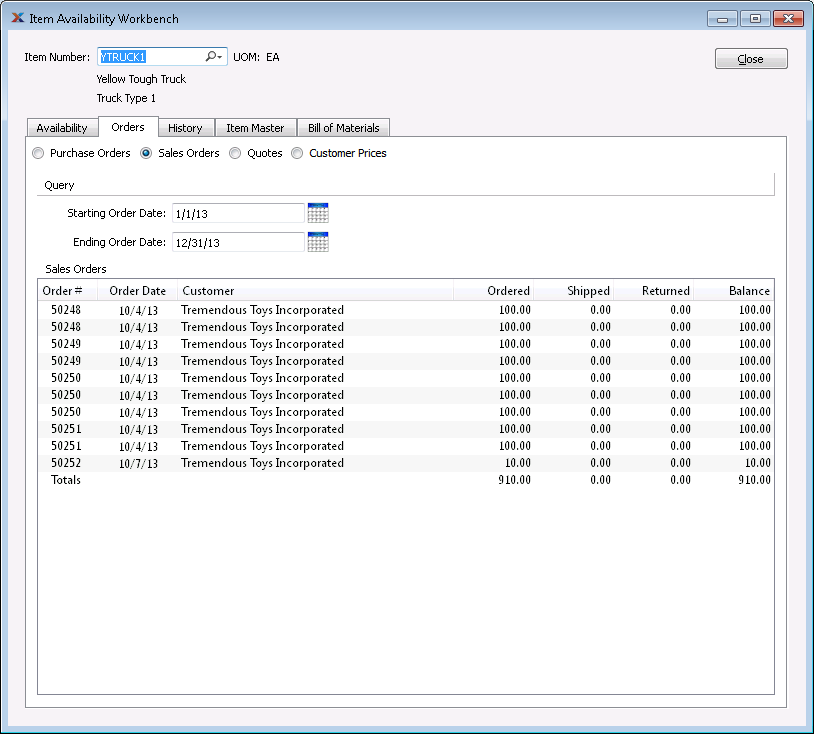 Item Availability Workbench
Item Number: YTRUCK1 UOM: EA Close
Yellow Tough Truck
Truck Type 1
Availability Orders History Item Master Bill of Materials
Purchase Orders Sales Orders Quotes Customer Prices
Query
Starting Order Date: 1/1/13
Ending Order Date: 12/31/13
Sales Orders
Order # Order Date Customer Ordered Shipped Returned Balance
50248 10/4/13 Tremendous Toys Incorporated 100.00 0.00 0.00 100.00
50248 10/4/13 Tremendous Toys Incorporated 100.00 0.00 0.00 100.00
50249 10/4/13 Tremendous Toys Incorporated 100.00 0.00 0.00 100.00
50249 10/4/13 Tremendous Toys Incorporated 100.00 0.00 0.00 100.00
50250 10/4/13 Tremendous Toys Incorporated 100.00 0.00 0.00 100.00
50250 10/4/13 Tremendous Toys Incorporated 100.00 0.00 0.00 100.00
50250 10/4/13 Tremendous Toys Incorporated 100.00 0.00 0.00 100.00
50251 10/4/13 Tremendous Toys Incorporated 100.00 0.00 0.00 100.00
50251 10/4/13 Tremendous Toys Incorporated 100.00 0.00 0.00 100.00
50252 10/7/13 Tremendous Toys Incorporated 10.00 0.00 0.00 10.00
Totals 910.00 0.00 0.00 910.00